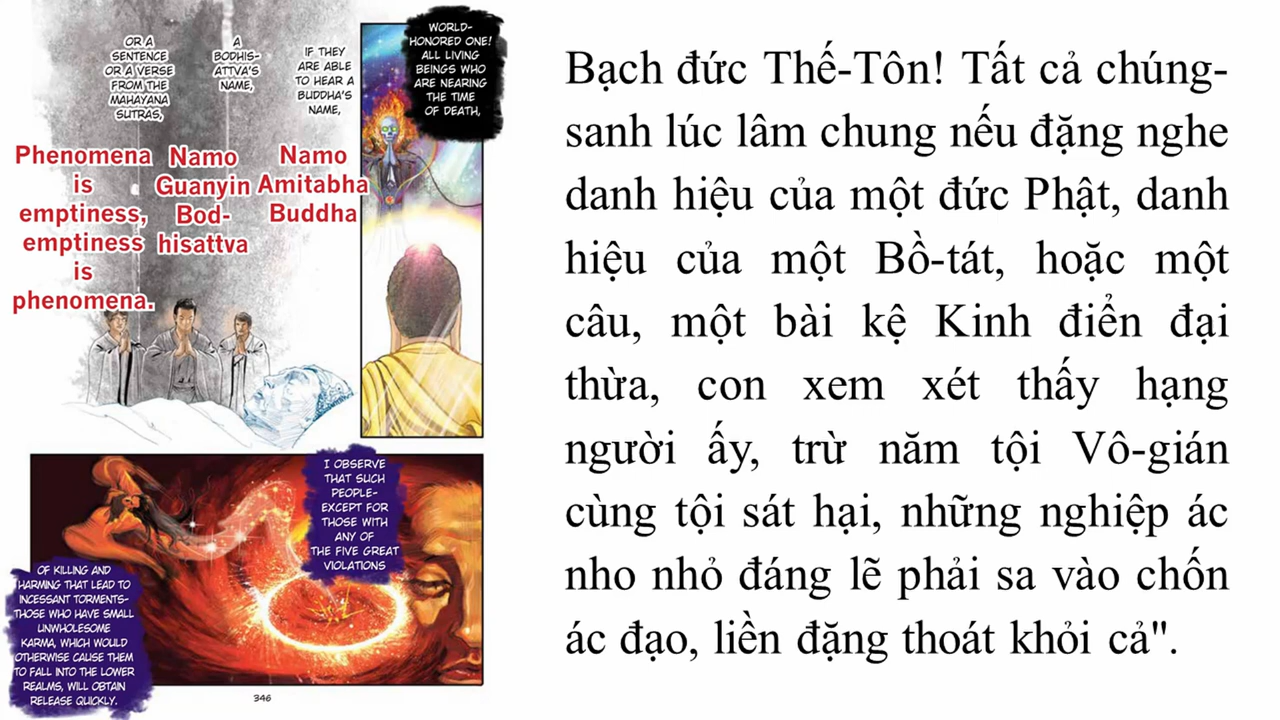 WORLD-
HONORED ONE!
ALL LIVING
BEINGS WHO
ARE NEARING
THE TIME
OF DEATH,
IF THEY
ARE ABLE
TO HEAR A
BUDDHA'S
NAME,
A
BODHIS-
ATTVA'S
NAME,
OR A
SENTENCE
OR A VERSE
FROM THE
MAHAYANA
SUTRAS,
Namo
Amitabha
Buddha
Namo
Guanyin
Bod-
hisattva
Phenomena
is
emptiness,
emptiness
is
phenomena.
I OBSERVE
THAT SUCH
PEOPLE-
EXCEPT FOR
THOSE WITH
ANY OF
THE FIVE GREAT
VIOLATIONS
OF KILLING AND
HARMING THAT LEAD TO
INCESSANT TORMENTS-
THOSE WHO HAVE SMALL
UNWHOLESOME
KARMA, WHICH WOULD
OTHERWISE CAUSE THEM
TO FALL INTO THE LOWER
REALMS, WILL OBTAIN
RELEASE QUICKLY.
346
Bạch đức Thế-Tôn! Tất cả chúng-
sanh lúc lâm chung nếu đặng nghe
danh hiệu của một đức Phật, danh
hiệu của một Bồ-tát, hoặc một
câu, một bài kệ Kinh điển đại
thừa, con xem xét thấy hạng
người ấy, trừ năm tội Vô-gián
cùng tội sát hại, những nghiệp ác
nho nhỏ đáng lẽ phải sa vào chốn
ác đạo, liền đặng thoát khỏi cả".